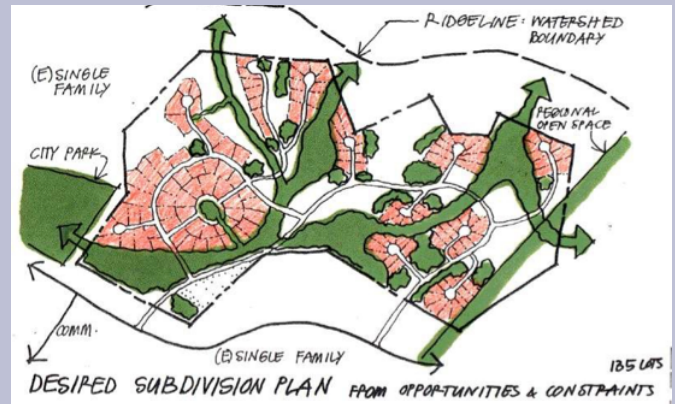 RIDGELINE: WATERSHED
BOUNDARY
(E)SINGLE
FAMILY
REGIONAL
OPEN SPACE
CITY PARK
COMM.
(E)SINGLE FAMILY
135 LOTS
DESIRED SUBDIVISION PLAN FROM OPPORTUNITIES & CONSTRAINTS